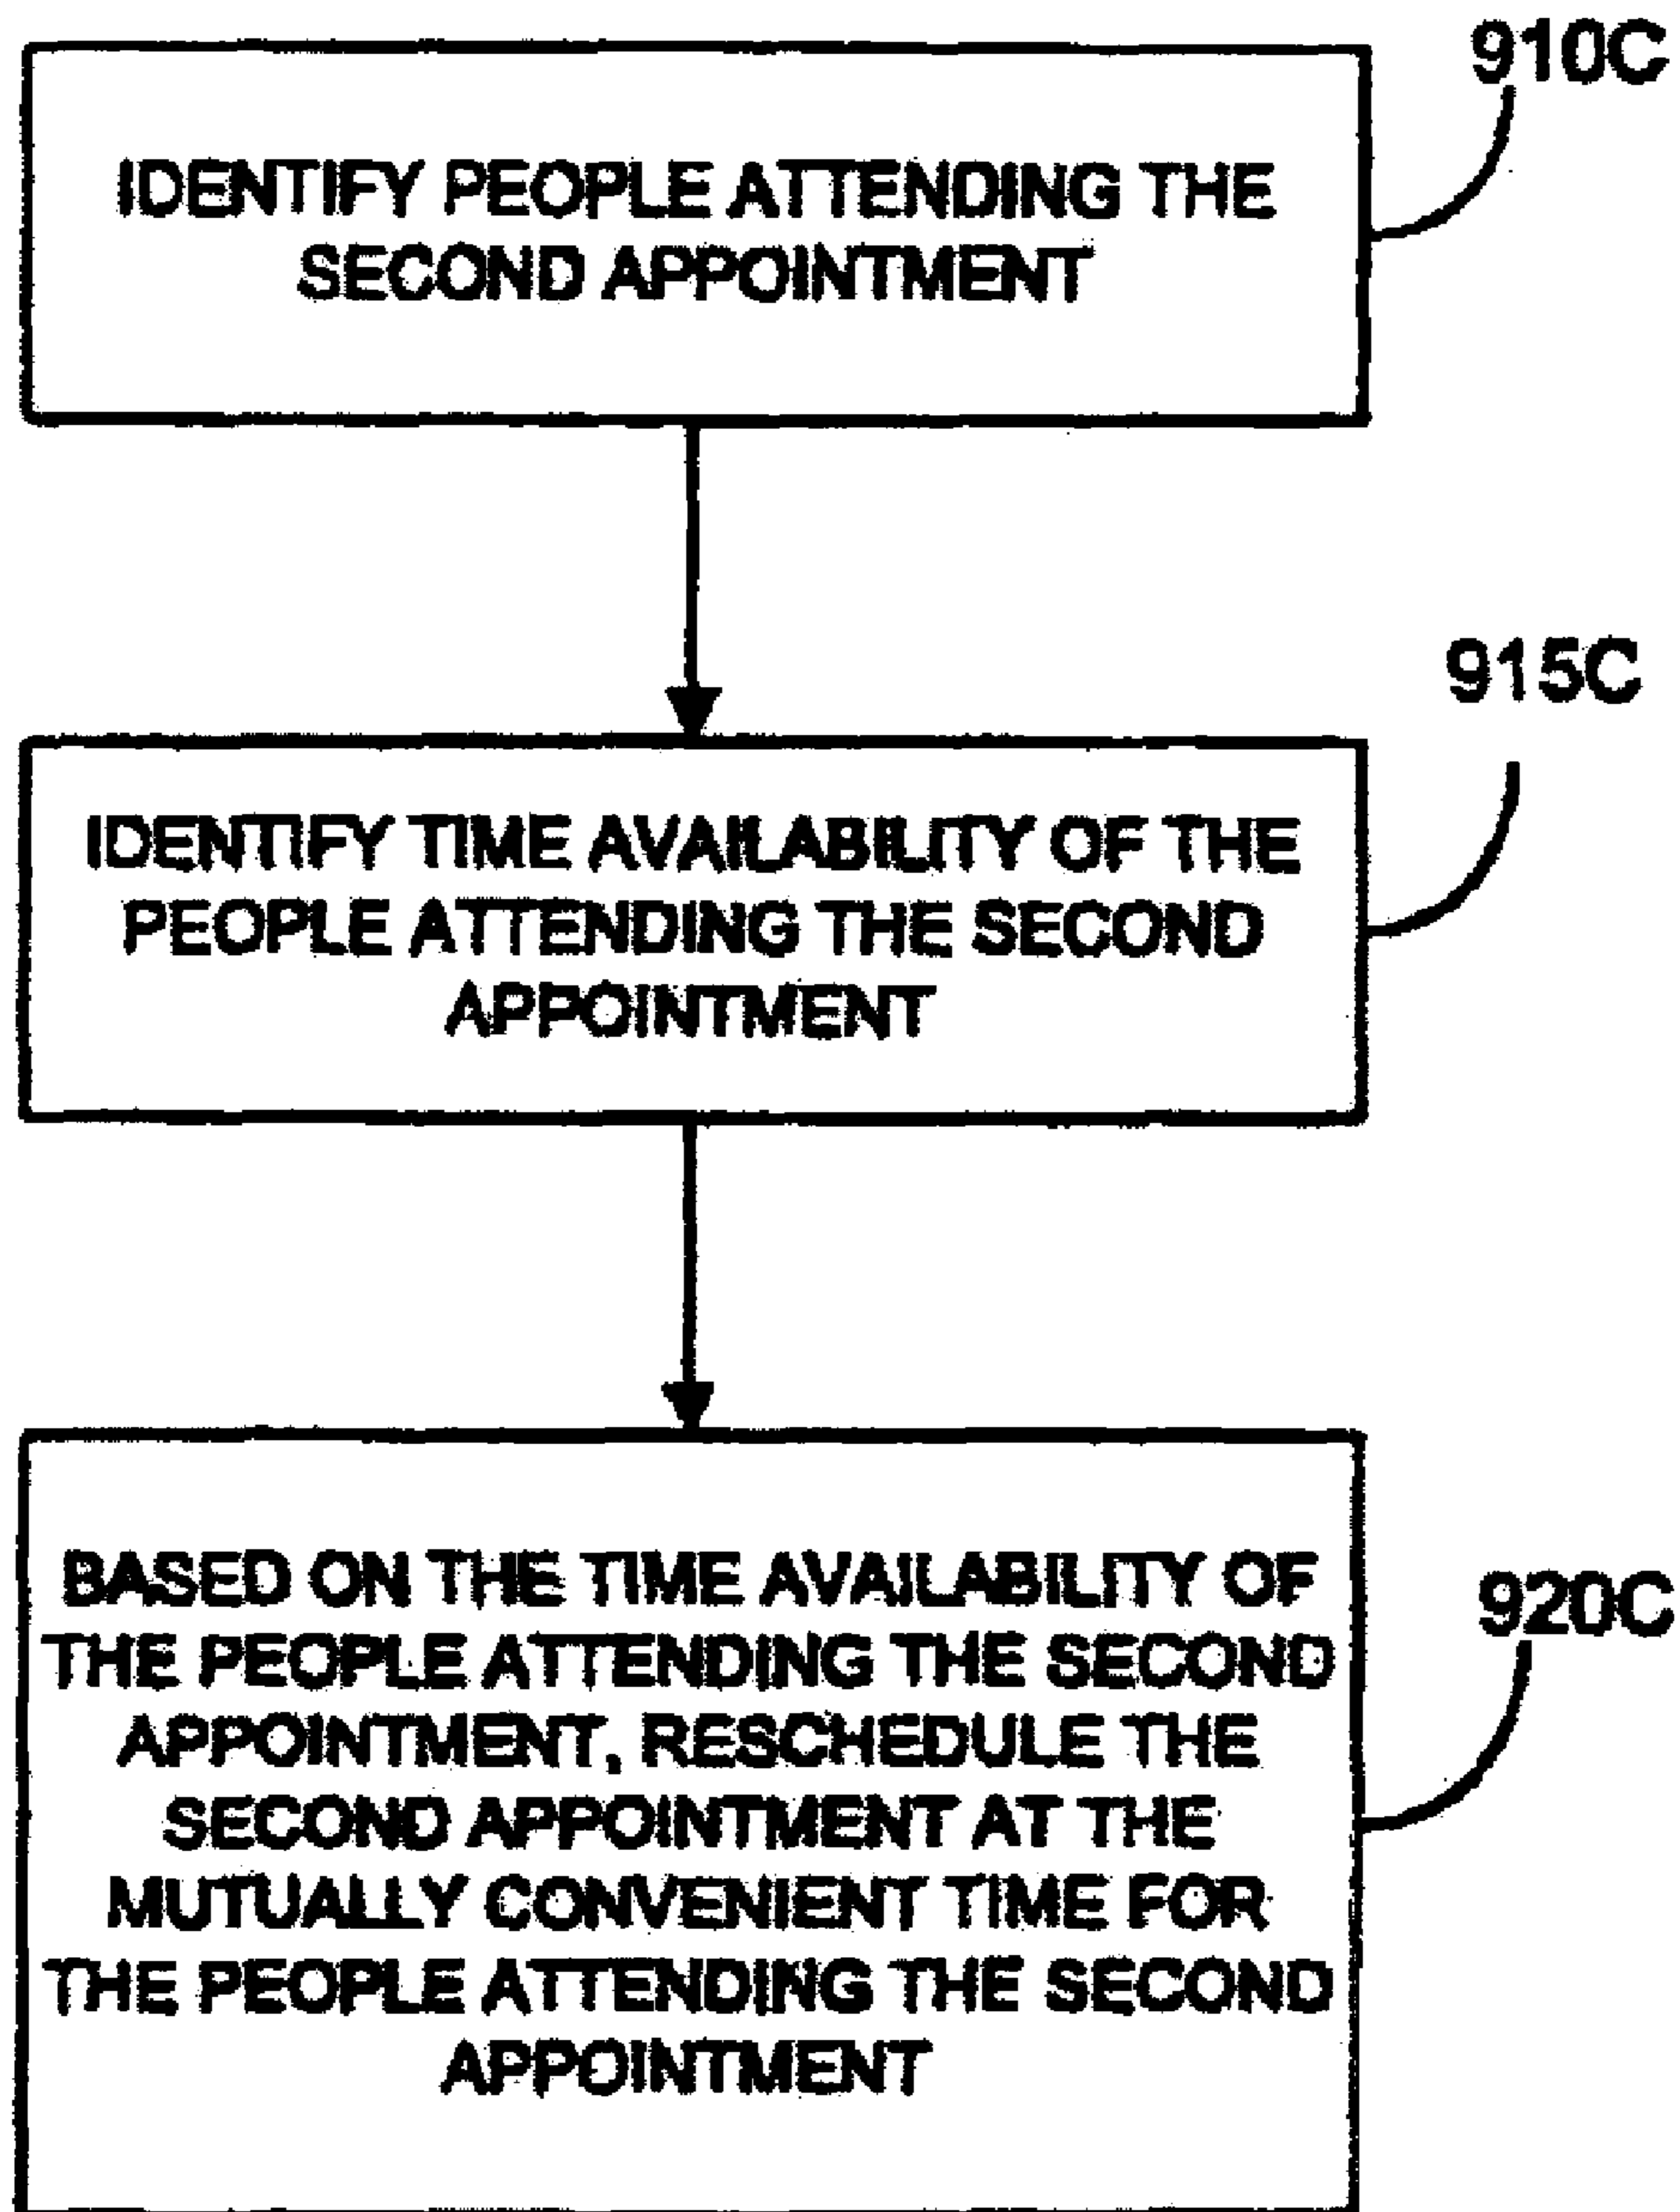 910C
IDENTIFY PEOPLE ATTENDING THE
SECOND APPOINTMENT
915C
IDENTIFY TIME AVAILABILITY OF THE
PEOPLE ATTENDING THE SECOND
APPOINTMENT
920C
BASED ON THE TIME AVAILABILITY OF
THE PEOPLE ATTENDING THE SECOND
APPOINTMENT, RESCHEDULE THE
SECOND APPOINTMENT AT THE
MUTUALLY CONVENIENT TIME FOR
THE PEOPLE ATTENDING THE SECOND
APPOINTMENT